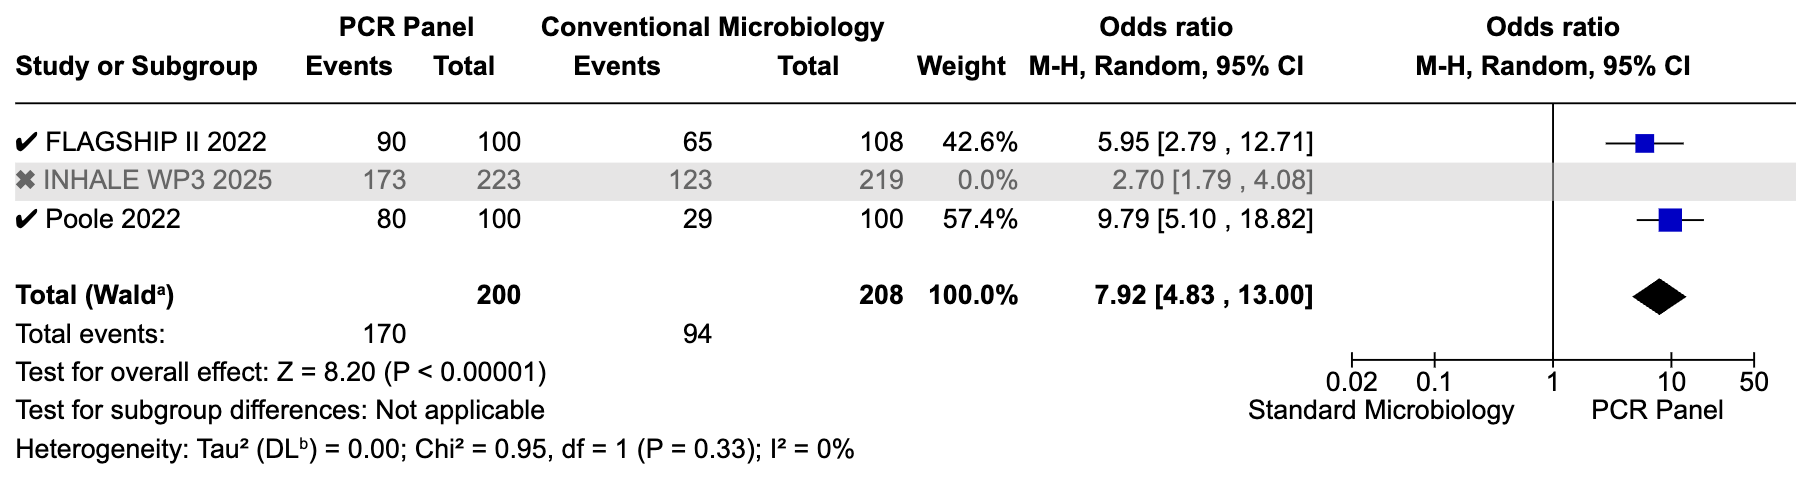 PCR Panel Conventional Microbiology Odds ratio Odds ratio
Study or Subgroup Events Total Events Total Weight M-H, Random, 95% CI M-H, Random, 95% CI
✔ FLAGSHIP II 2022 90 100 65 108 42.6% 5.95 [2.79 , 12.71]
✖ INHALE WP3 2025 173 223 123 219 0.0% 2.70 [1.79 , 4.08]
✔ Poole 2022 80 100 29 100 57.4% 9.79 [5.10 , 18.82]
Total (Waldᵃ) 200 208 100.0% 7.92 [4.83 , 13.00]
Total events: 170 94
Test for overall effect: Z = 8.20 (P < 0.00001)
Test for subgroup differences: Not applicable
Heterogeneity: Tau² (DLᵇ) = 0.00; Chi² = 0.95, df = 1 (P = 0.33); I² = 0%
0.02 0.1 1 10 50
Standard Microbiology PCR Panel